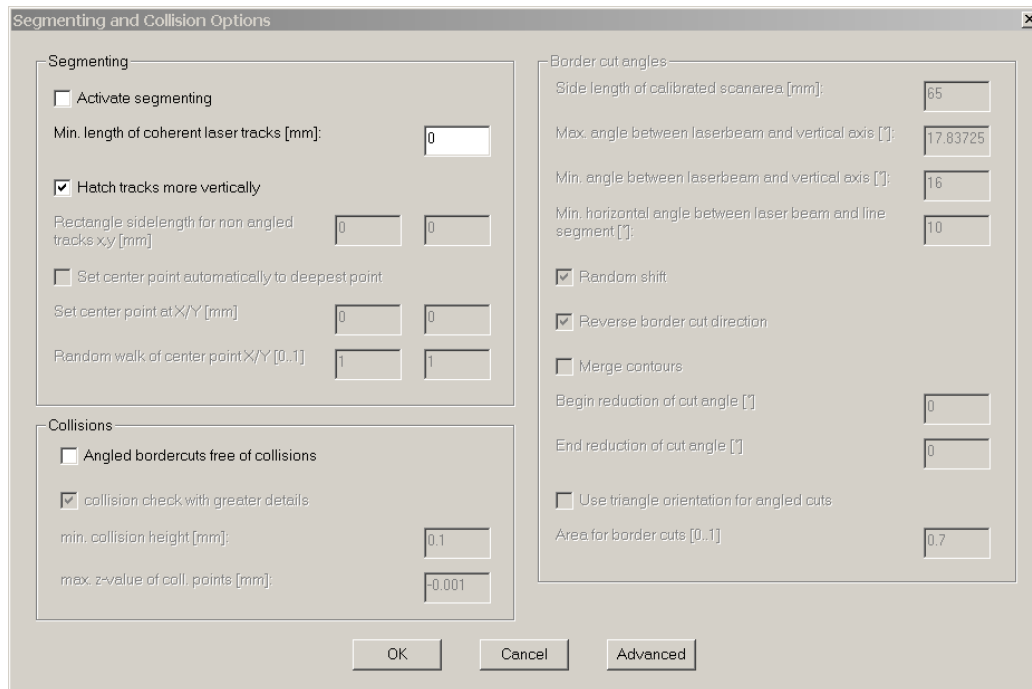 Segmenting and Collision Options
Segmenting
Activate segmenting
Min. length of coherent laser tracks [mm]:
0
Hatch tracks more vertically
Rectangle sidelength for non angled
tracks x,y [mm]
0 0
Set center point automatically to deepest point
Set center point at X/Y [mm]
0 0
Random walk of center point X/Y [0..1]
1 1
Collisions
Angled bordercuts free of collisions
collision check with greater details
min. collision height [mm]:
0.1
max. z-value of coll. points [mm]:
-0.001
Border cut angles
Side length of calibrated scanarea [mm]:
65
Max. angle between laserbeam and vertical axis [°]:
17.83725
Min. angle between laserbeam and vertical axis [°]:
16
Min. horizontal angle between laser beam and line
segment [°]:
10
Random shift
Reverse border cut direction
Merge contours
Begin reduction of cut angle [°]
0
End reduction of cut angle [°]
0
Use triangle orientation for angled cuts
Area for border cuts [0..1]
0.7
OK Cancel Advanced